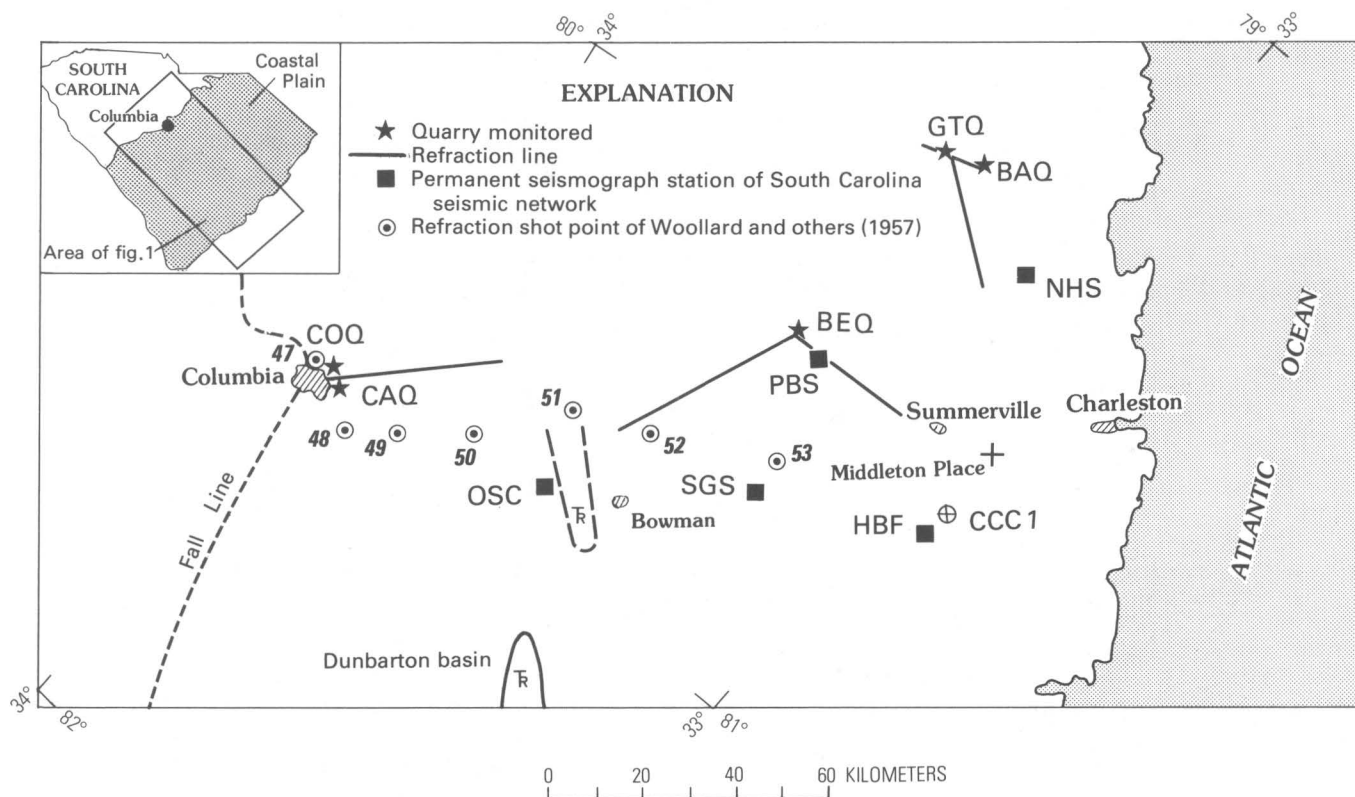 80° 34°
79° 33°
SOUTH
CAROLINA
Columbia
Coastal
Plain
Area of fig.1
EXPLANATION
Quarry monitored
Refraction line
Permanent seismograph station of South Carolina
seismic network
Refraction shot point of Woollard and others (1957)
GTQ
BAQ
NHS
COQ
47
Columbia
CAQ
BEQ
PBS
51
48
49
50
52
53
Summerville
Charleston
Middleton Place
OSC
TR
Bowman
SGS
HBF
CCC 1
Fall Line
ATLANTIC OCEAN
Dunbarton basin
TR
34°
82°
33° 81°
0 20 40 60 KILOMETERS